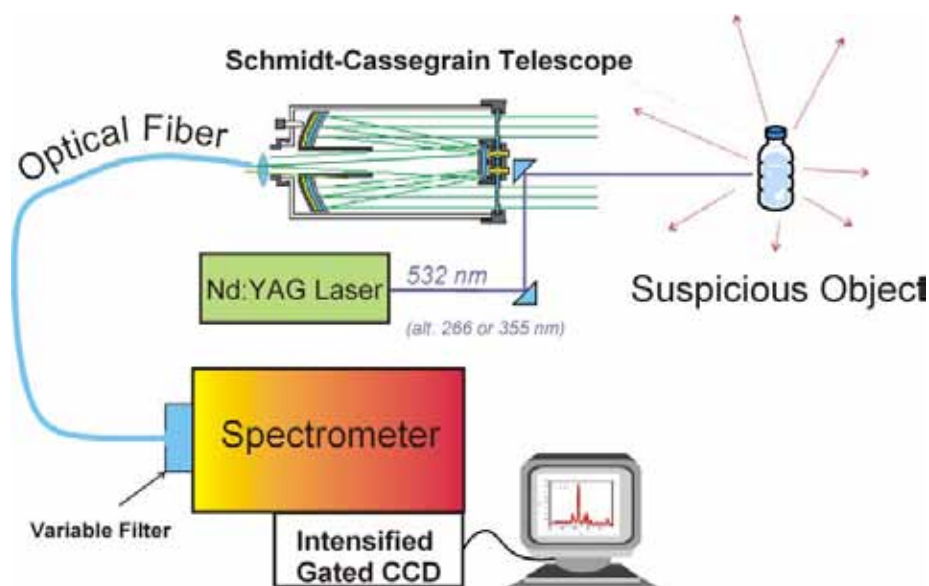 Schmidt-Cassegrain Telescope
Optical Fiber
Nd:YAG Laser
532 nm
(alt. 266 or 355 nm)
Suspicious Object
Spectrometer
Variable Filter
Intensified
Gated CCD